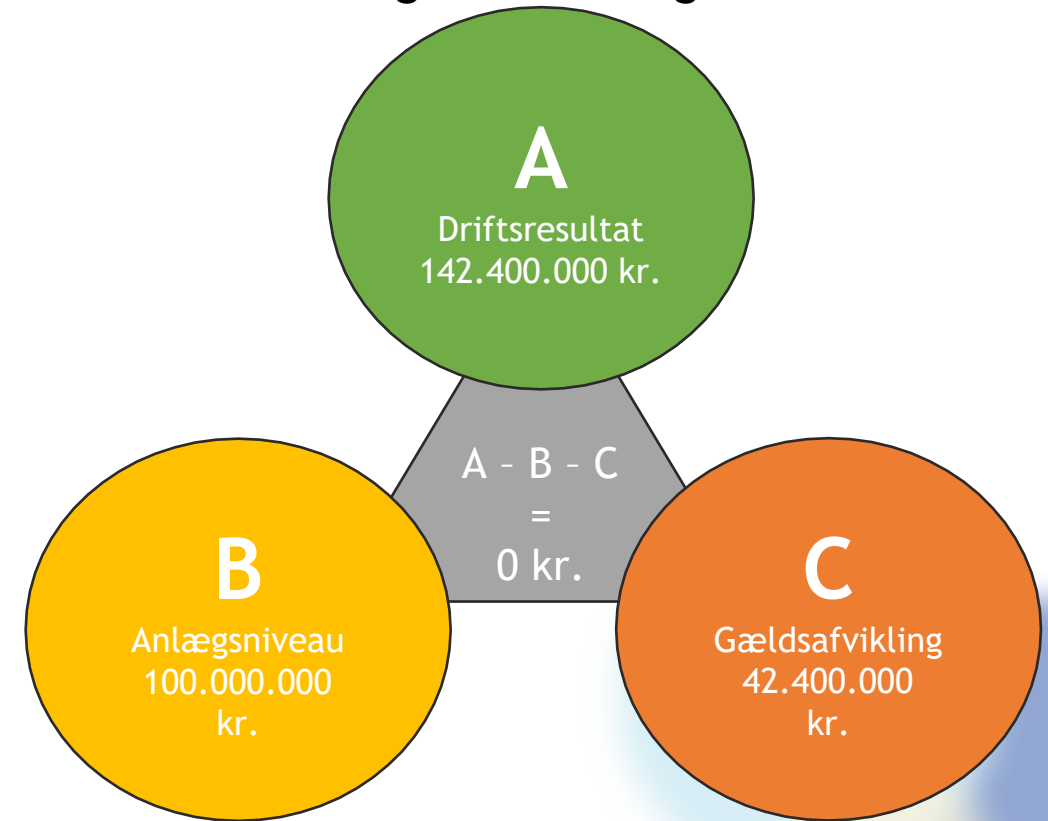 A
Driftsresultat
142.400.000 kr.
A – B – C
=
0 kr.
B
Anlægsniveau
100.000.000
kr.
C
Gældsafvikling
42.400.000
kr.